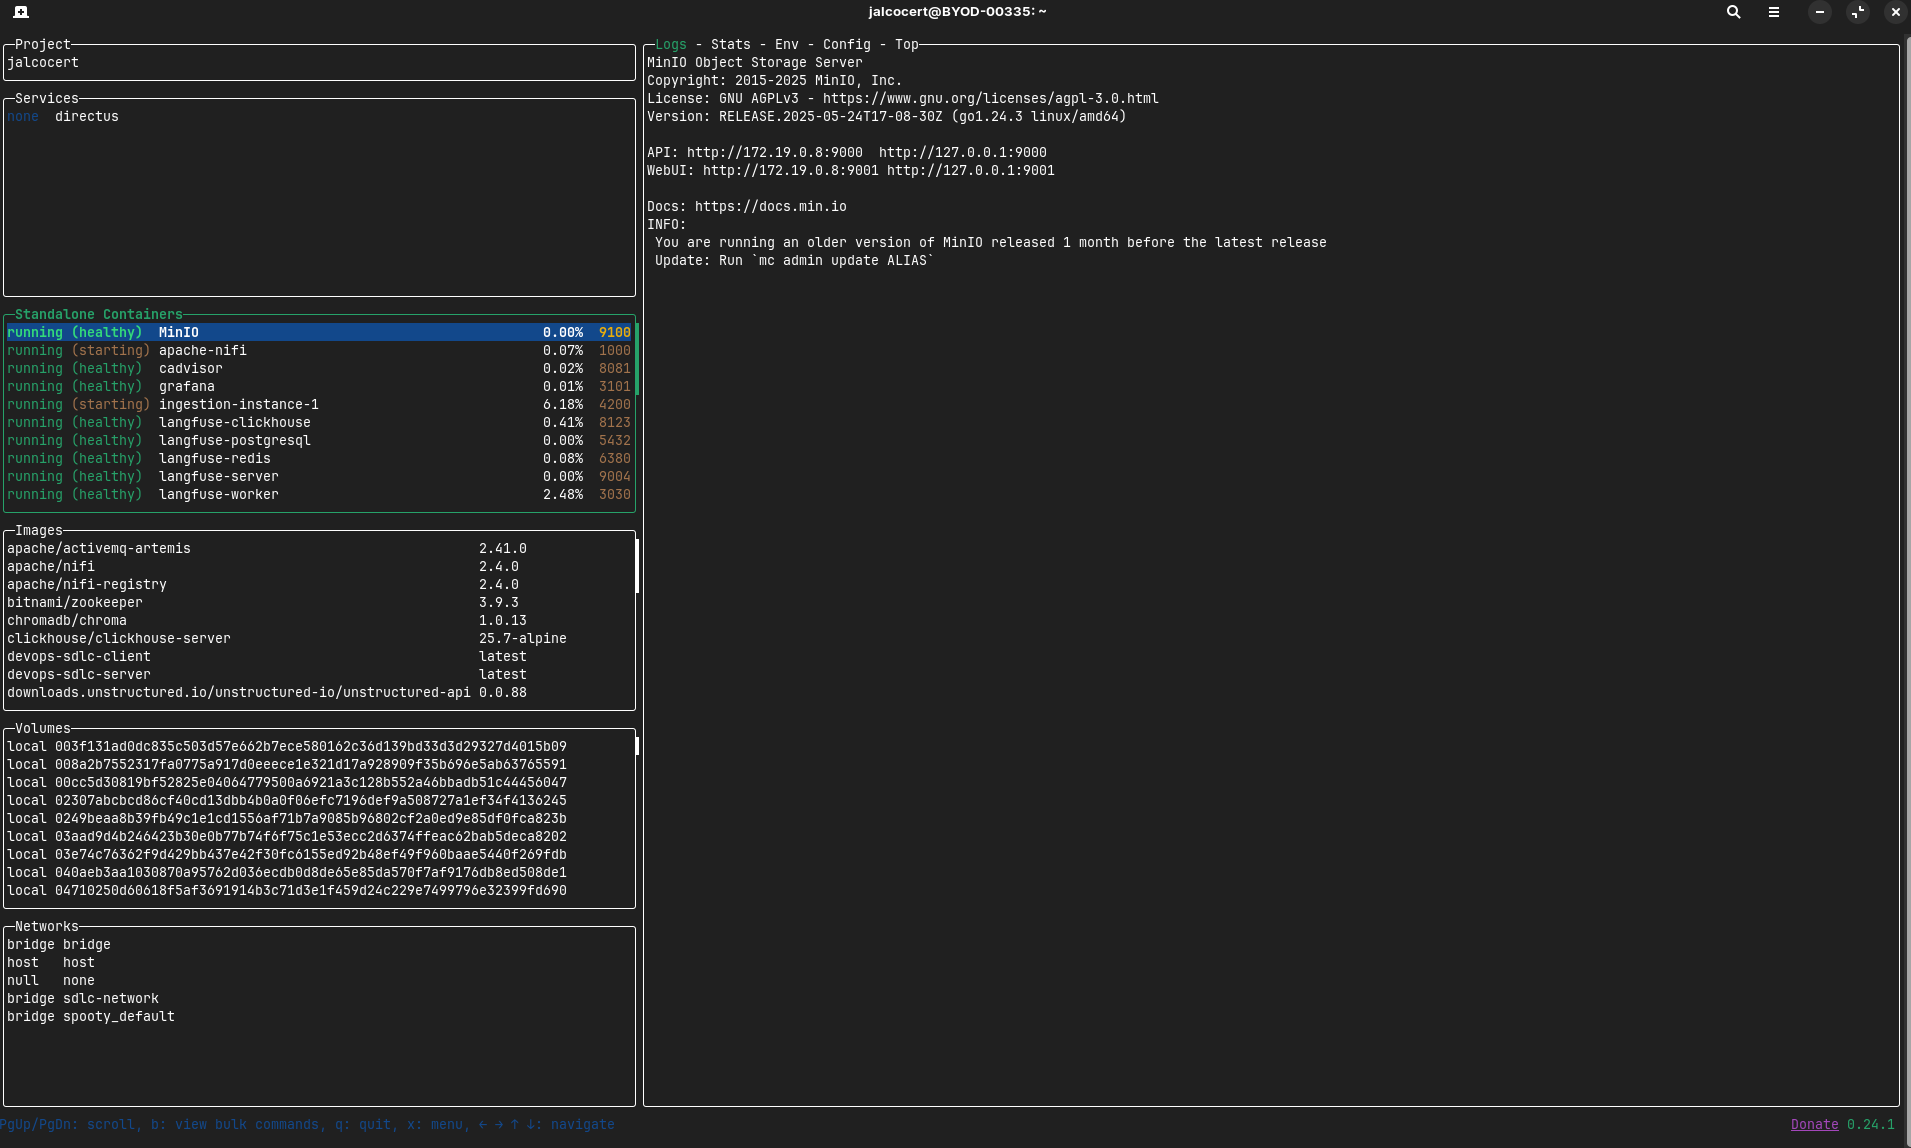 jalcocert@BYOD-00335: ~
Project
jalcocert
Services
none directus
Standalone Containers
running (healthy) MinIO 0.00% 9100
running (starting) apache-nifi 0.07% 1000
running (healthy) cadvisor 0.02% 8081
running (healthy) grafana 0.01% 3101
running (starting) ingestion-instance-1 6.18% 4200
running (healthy) langfuse-clickhouse 0.41% 8123
running (healthy) langfuse-postgresql 0.00% 5432
running (healthy) langfuse-redis 0.08% 6380
running (healthy) langfuse-server 0.00% 9004
running (healthy) langfuse-worker 2.48% 3030
Images
apache/activemq-artemis 2.41.0
apache/nifi 2.4.0
apache/nifi-registry 2.4.0
bitnami/zookeeper 3.9.3
chromadb/chroma 1.0.13
clickhouse/clickhouse-server 25.7-alpine
devops-sdlc-client latest
devops-sdlc-server latest
downloads.unstructured.io/unstructured-io/unstructured-api 0.0.88
Volumes
local 003f131ad0dc835c503d57e662b7ece580162c36d139bd33d3d29327d4015b09
local 008a2b7552317fa0775a917d0eeece1e321d17a928909f35b696e5ab63765591
local 00cc5d30819bf52825e04064779500a6921a3c128b552a46bbadb51c44456047
local 02307abcbcd86cf40cd13dbb4b0a0f06efc7196def9a508727a1ef34f4136245
local 0249beaa8b39fb49c1e1cd1556af71b7a9085b96802cf2a0ed9e85df0fca823b
local 03aad9d4b246423b30e0b77b74f6f75c1e53ecc2d6374ffeac62bab5deca8202
local 03e74c76362f9d429bb437e42f30fc6155ed92b48ef49f960baae5440f269fdb
local 040aeb3aa1030870a95762d036ecdb0d8de65e85da570f7af9176db8ed508de1
local 04710250d60618f5af3691914b3c71d3e1f459d24c229e7499796e32399fd690
Networks
bridge bridge
host host
null none
bridge sdlc-network
bridge spooty_default
Logs - Stats - Env - Config - Top
MinIO Object Storage Server
Copyright: 2015-2025 MinIO, Inc.
License: GNU AGPLv3 - https://www.gnu.org/licenses/agpl-3.0.html
Version: RELEASE.2025-05-24T17-08-30Z (go1.24.3 linux/amd64)
API: http://172.19.0.8:9000 http://127.0.0.1:9000
WebUI: http://172.19.0.8:9001 http://127.0.0.1:9001
Docs: https://docs.min.io
INFO:
You are running an older version of MinIO released 1 month before the latest release
Update: Run `mc admin update ALIAS`
PgUp/PgDn: scroll, b: view bulk commands, q: quit, x: menu, ← → ↑ ↓: navigate
Donate 0.24.1